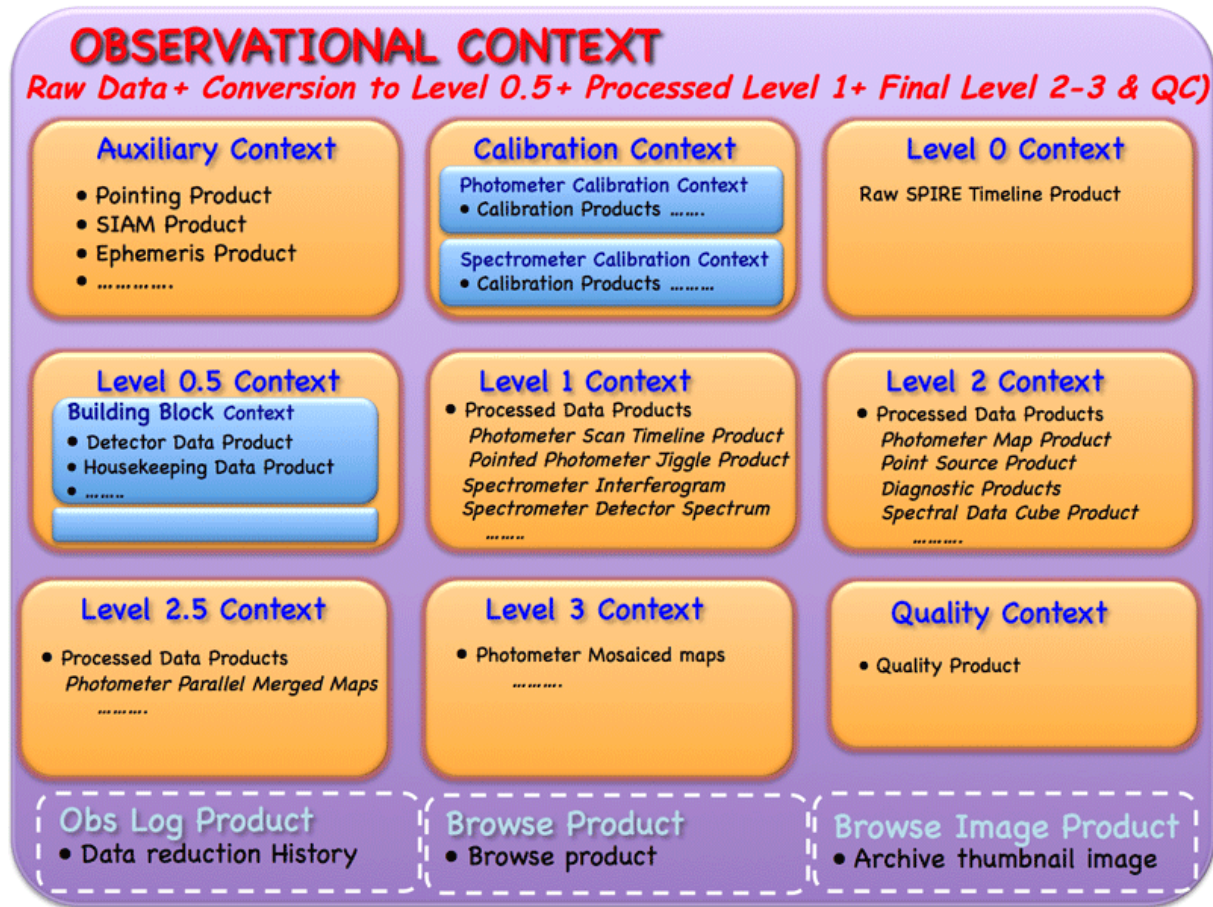 OBSERVATIONAL CONTEXT
Raw Data+ Conversion to Level 0.5+ Processed Level 1+ Final Level 2-3 & QC)
Auxiliary Context
• Pointing Product
• SIAM Product
• Ephemeris Product
• .............
Calibration Context
Photometer Calibration Context
• Calibration Products .......
Spectrometer Calibration Context
• Calibration Products .........
Level 0 Context
Raw SPIRE Timeline Product
Level 0.5 Context
Building Block Context
• Detector Data Product
• Housekeeping Data Product
• ........
Level 1 Context
• Processed Data Products
Photometer Scan Timeline Product
Pointed Photometer Jiggle Product
Spectrometer Interferogram
Spectrometer Detector Spectrum
........
Level 2 Context
• Processed Data Products
Photometer Map Product
Point Source Product
Diagnostic Products
Spectral Data Cube Product
..........
Level 2.5 Context
• Processed Data Products
Photometer Parallel Merged Maps
..........
Level 3 Context
• Photometer Mosaiced maps
..........
Quality Context
• Quality Product
Obs Log Product
• Data reduction History
Browse Product
• Browse product
Browse Image Product
• Archive thumbnail image